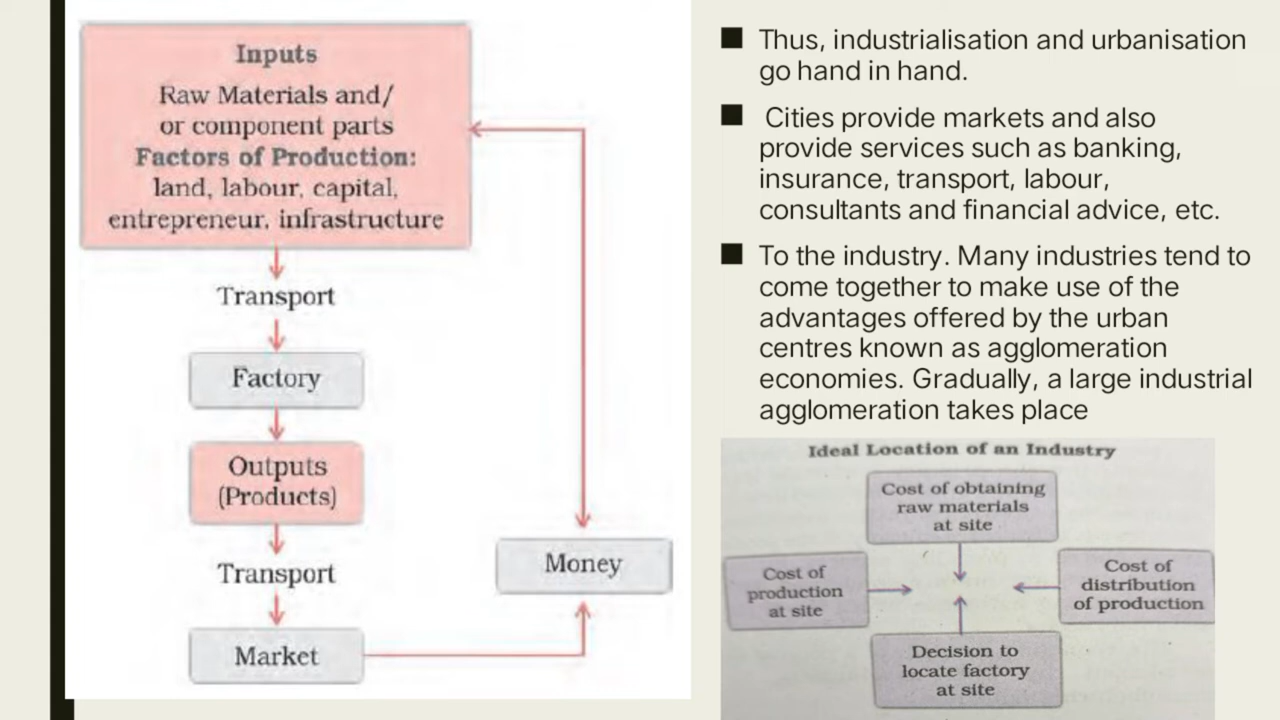 Inputs
Raw Materials and/
or component parts
Factors of Production:
land, labour, capital,
entrepreneur, infrastructure
Transport
Factory
Outputs
(Products)
Transport
Market
Money
■ Thus, industrialisation and urbanisation
go hand in hand.
■ Cities provide markets and also
provide services such as banking,
insurance, transport, labour,
consultants and financial advice, etc.
■ To the industry. Many industries tend to
come together to make use of the
advantages offered by the urban
centres known as agglomeration
economies. Gradually, a large industrial
agglomeration takes place
Ideal Location of an Industry
Cost of obtaining
raw materials
at site
Cost of
production
at site
Cost of
distribution
of production
Decision to
locate factory
at site